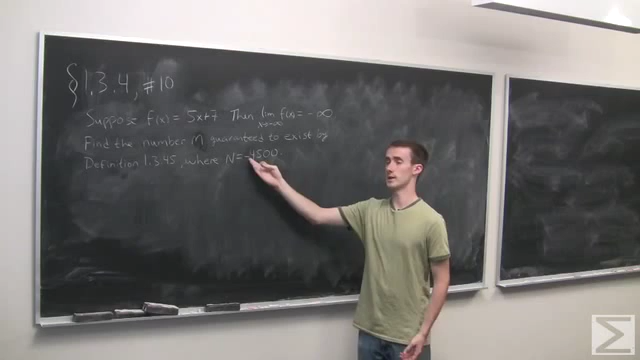 §1.3.4, #10
Suppose f(x) = 5x+7 Then lim f(x) = -∞
x→-∞
Find the number M guarantees to exist by
Definition 1.3.45, where N = -4500.
Σ